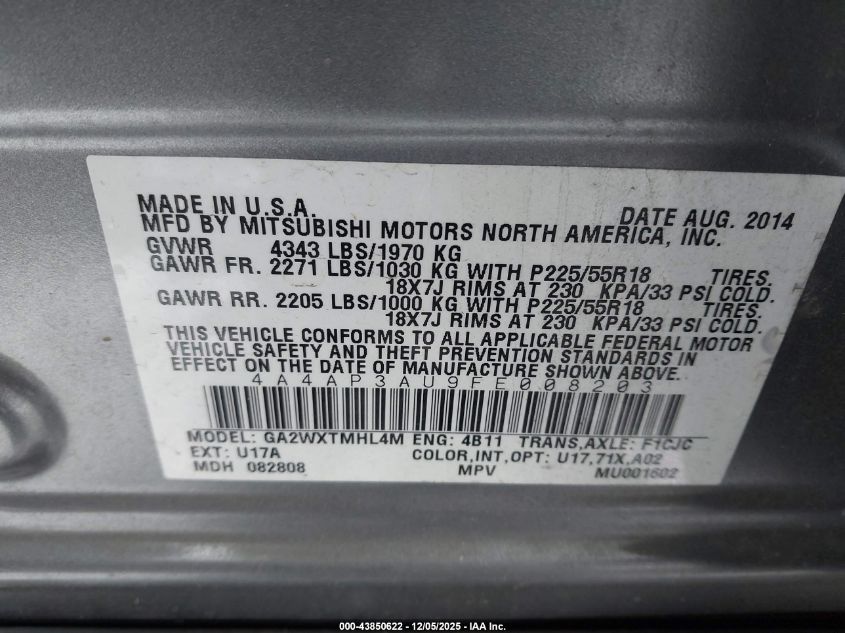 MADE IN U.S.A. DATE AUG. 2014
MFD BY MITSUBISHI MOTORS NORTH AMERICA, INC.
GVWR 4343 LBS/1970 KG
GAWR FR. 2271 LBS/1030 KG WITH P225/55R18 TIRES.
18X7J RIMS AT 230 KPA/33 PSI COLD.
GAWR RR. 2205 LBS/1000 KG WITH P225/55R18 TIRES.
18X7J RIMS AT 230 KPA/33 PSI COLD.
THIS VEHICLE CONFORMS TO ALL APPLICABLE FEDERAL MOTOR
VEHICLE SAFETY AND THEFT PREVENTION STANDARDS IN
EFFECT ON THE DATE OF MANUFACTURE SHOWN ABOVE.
4A4AP3AU9FE008203
MODEL: GA2WXTMHL4M ENG: 4B11 TRANS,AXLE: F1CJC
EXT: U17A COLOR,INT,OPT: U17,71X,A02
MDH 082808 MPV MU001602
000-43850622 - 12/05/2025 - IAA Inc.